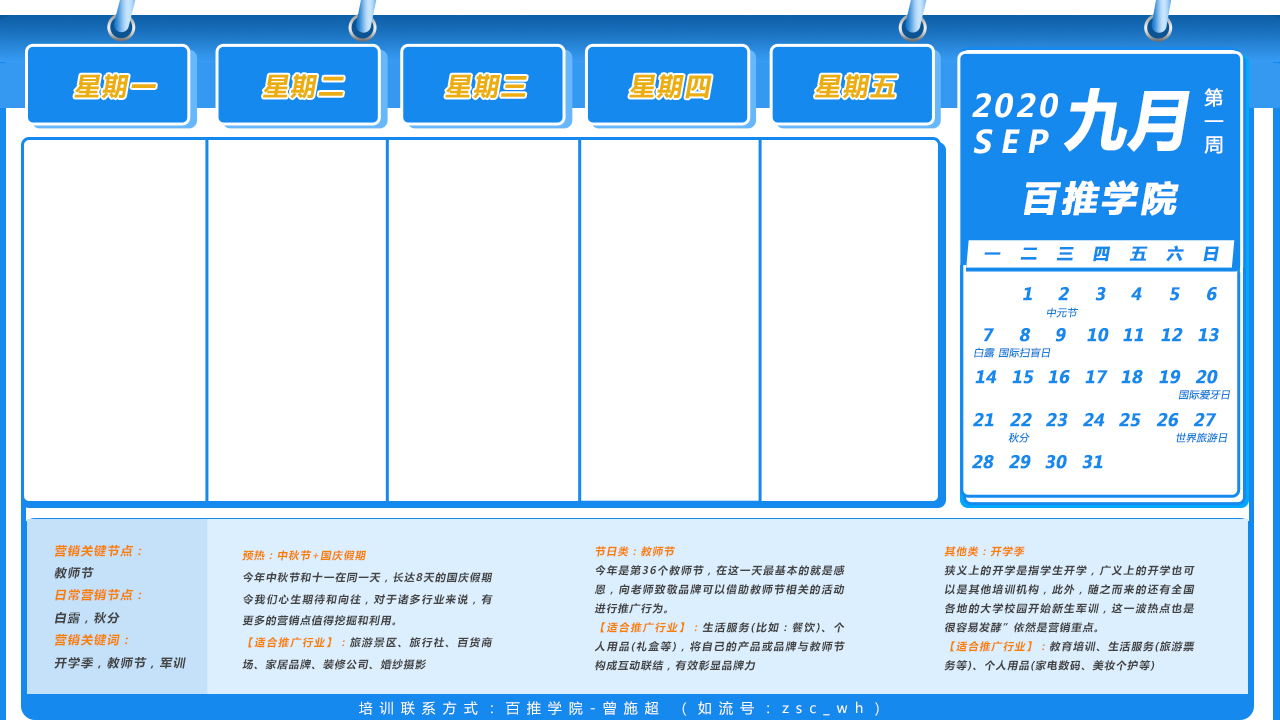 星期一 星期二 星期三 星期四 星期五
2020 SEP 九月 第一周
百推学院
一 二 三 四 五 六 日
1 2 3 4 5 6
中元节
7 8 9 10 11 12 13
白露 国际扫盲日
14 15 16 17 18 19 20
国际爱牙日
21 22 23 24 25 26 27
秋分 世界旅游日
28 29 30 31
营销关键节点：
教师节
日常营销节点：
白露，秋分
营销关键词：
开学季，教师节，军训
预热：中秋节+国庆假期
今年中秋节和十一在同一天，长达8天的国庆假期
令我们心生期待和向往，对于诸多行业来说，有
更多的营销点值得挖掘和利用。
【适合推广行业】：旅游景区、旅行社、百货商
场、家居品牌、装修公司、婚纱摄影
节日类：教师节
今年是第36个教师节，在这一天最基本的就是感
恩，向老师致敬品牌可以借助教师节相关的活动
进行推广行为。
【适合推广行业】：生活服务(比如：餐饮)、个
人用品(礼盒等)，将自己的产品或品牌与教师节
构成互动联结，有效彰显品牌力
其他类：开学季
狭义上的开学是指学生开学，广义上的开学也可
以是其他培训机构，此外，随之而来的还有全国
各地的大学校园开始新生军训，这一波热点也是
很容易发酵”依然是营销重点。
【适合推广行业】：教育培训、生活服务(旅游票
务等)、个人用品(家电数码、美妆个护等)
培训联系方式：百推学院-曾施超（如流号：zsc_wh）